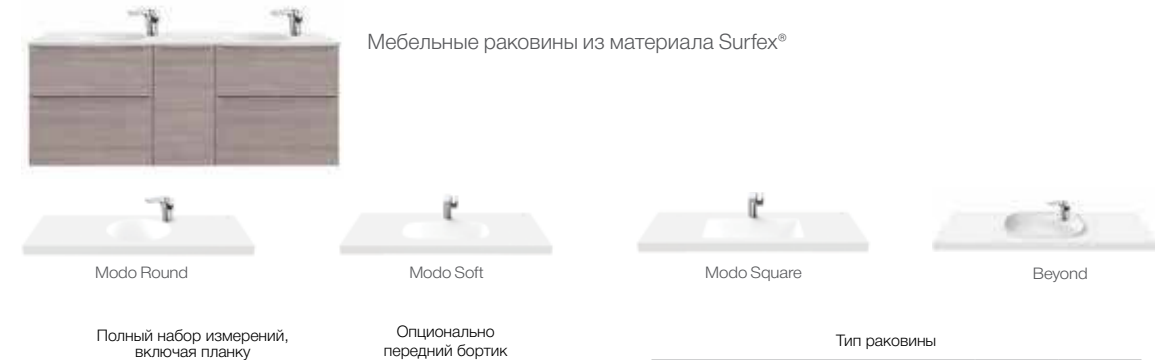 Мебельные раковины из материала Surfex®
Modo Round
Modo Soft
Modo Square
Beyond
Полный набор измерений,
включая планку
Опционально
передний бортик
Тип раковины